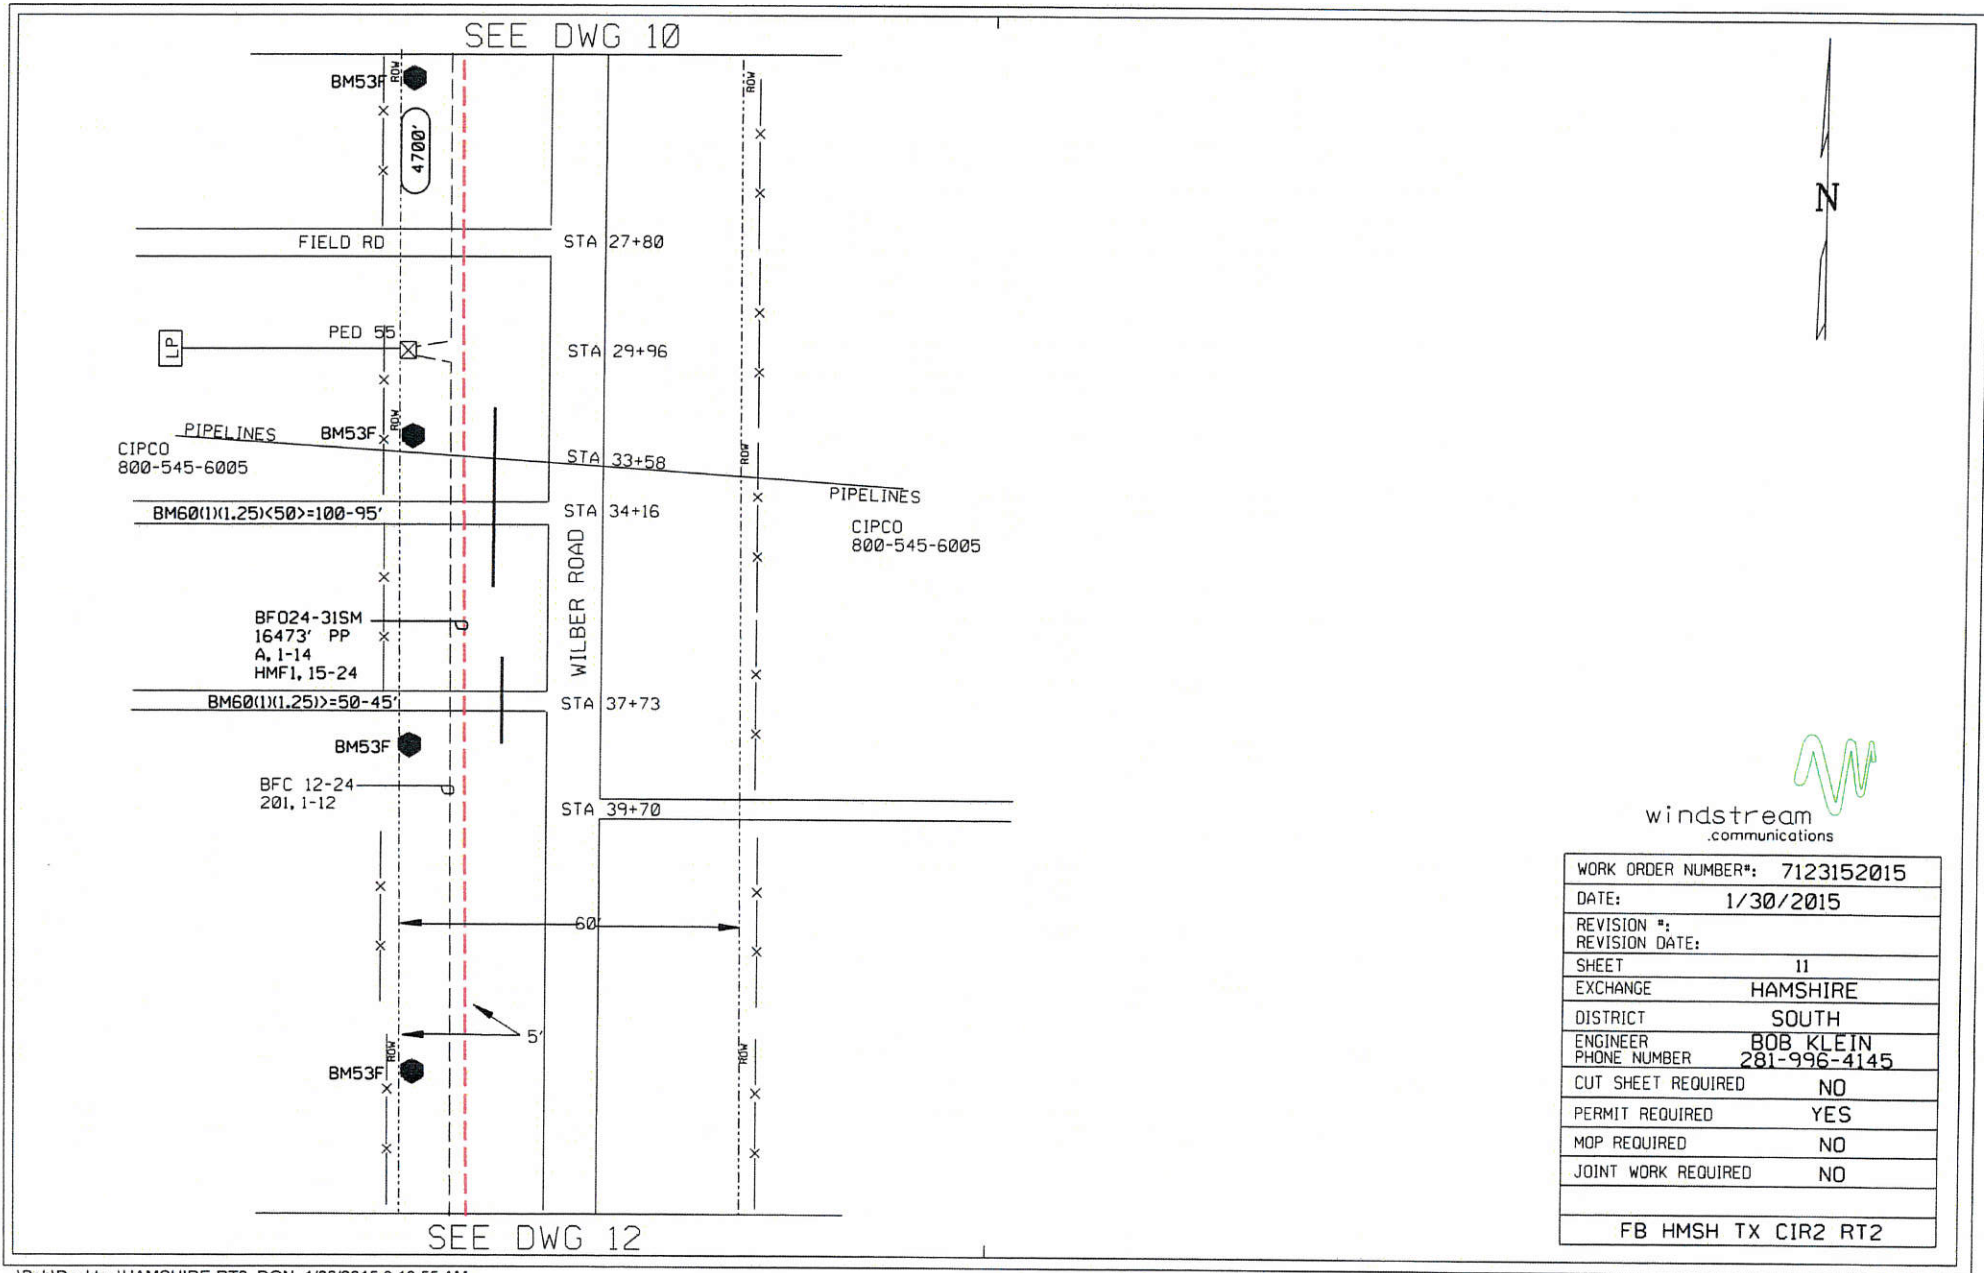 SEE DWG 10
BM53F
ROW
4700'
ROW
FIELD RD
STA 27+80
N
PED 55
LP
STA 29+96
ROW
PIPELINES
BM53F
CIPCO
800-545-6005
STA 33+58
ROW
PIPELINES
BM60(1)(1.25)<50>=100-95'
STA 34+16
CIPCO
800-545-6005
WILBER ROAD
BFO24-31SM
16473' PP
A, 1-14
HMF1, 15-24
BM60(1)(1.25)>=50-45'
STA 37+73
BM53F
BFC 12-24
201, 1-12
STA 39+70
60'
5'
ROW
ROW
BM53F
SEE DWG 12
windstream
communications
WORK ORDER NUMBER#: 7123152015
DATE: 1/30/2015
REVISION #:
REVISION DATE:
SHEET 11
EXCHANGE HAMSHIRE
DISTRICT SOUTH
ENGINEER BOB KLEIN
PHONE NUMBER 281-996-4145
CUT SHEET REQUIRED NO
PERMIT REQUIRED YES
MOP REQUIRED NO
JOINT WORK REQUIRED NO
FB HMSH TX CIR2 RT2